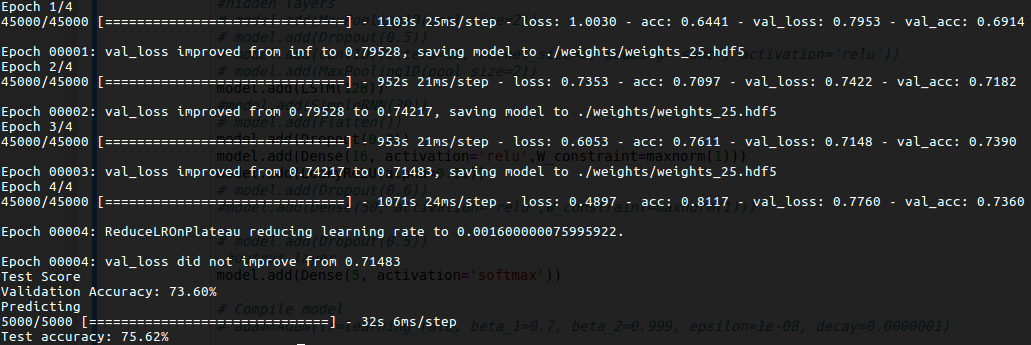 #hidden layers
Epoch 1/4
45000/45000 [==============================] - 1103s 25ms/step - loss: 1.0030 - acc: 0.6441 - val_loss: 0.7953 - val_acc: 0.6914
# model.add(Dropout(0.5))
Epoch 00001: val_loss improved from inf to 0.79528, saving model to ./weights/weights_25.hdf5
activation='relu'))
Epoch 2/4
# model.add(MaxPooling1D(pool_size=2))
45000/45000 [==============================] - 952s 21ms/step - loss: 0.7353 - acc: 0.7097 - val_loss: 0.7422 - val_acc: 0.7182
model.add(LSTM(128))
Epoch 00002: val_loss improved from 0.79528 to 0.74217, saving model to ./weights/weights_25.hdf5
Epoch 3/4
# model.add(Flatten())
45000/45000 [==============================] - 953s 21ms/step - loss: 0.6053 - acc: 0.7611 - val_loss: 0.7148 - val_acc: 0.7390
model.add(Dense(16, activation='relu',W_constraint=maxnorm(1)))
Epoch 00003: val_loss improved from 0.74217 to 0.71483, saving model to ./weights/weights_25.hdf5
Epoch 4/4
# model.add(Dropout(0.6))
45000/45000 [==============================] - 1071s 24ms/step - loss: 0.4897 - acc: 0.8117 - val_loss: 0.7760 - val_acc: 0.7360
#model.add(Dense(50, activation='relu',W_constraint=maxnorm(1)))
Epoch 00004: ReduceLROnPlateau reducing learning rate to 0.001600000075995922.
# model.add(Dropout(0.5))
Epoch 00004: val_loss did not improve from 0.71483
Test Score
model.add(Dense(5, activation='softmax'))
Validation Accuracy: 73.60%
Predicting
# Compile model
5000/5000 [==============================] - 32s 6ms/step
beta_1=0.7, beta_2=0.999, epsilon=1e-08, decay=0.0000001)
Test accuracy: 75.62%